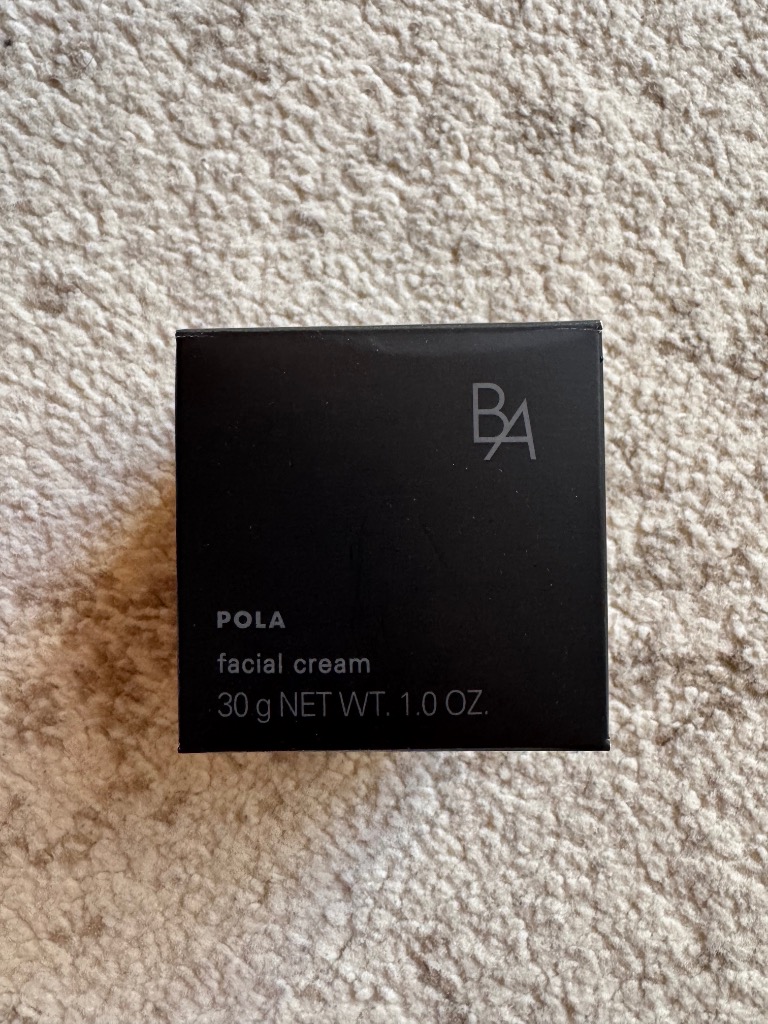 BA
POLA
facial cream
30 g NET WT. 1.0 OZ.